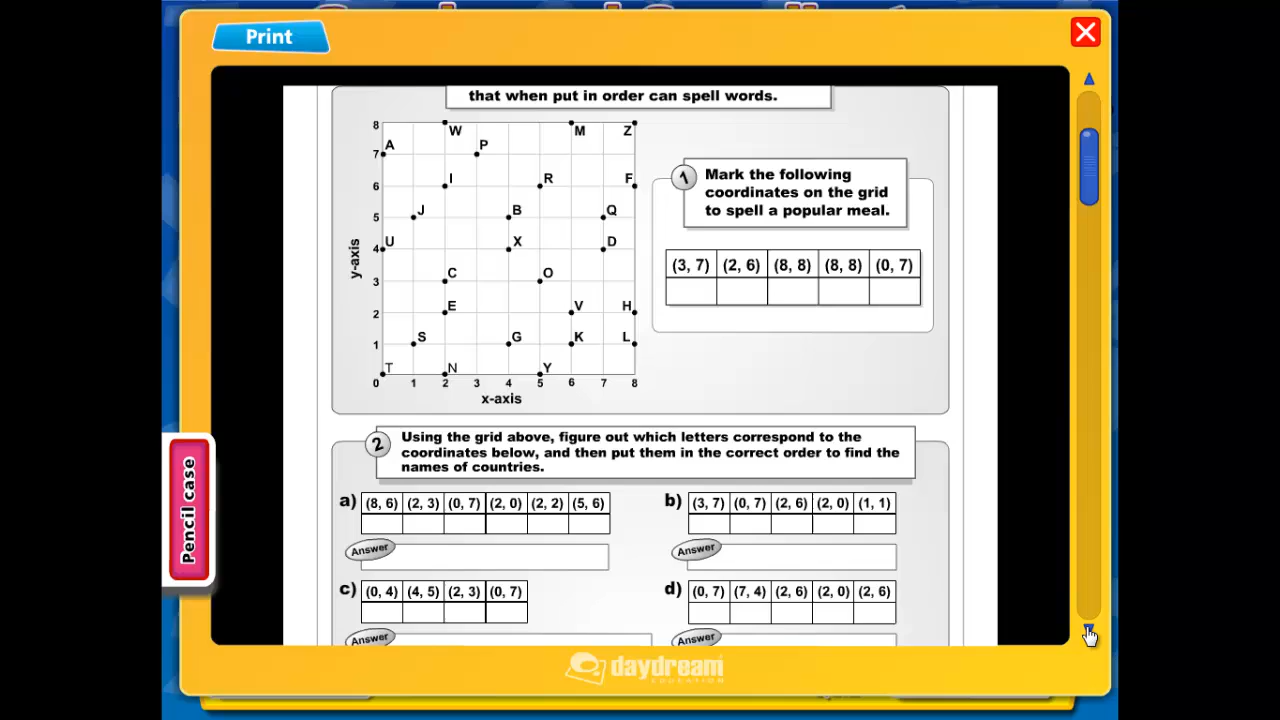 Print
that when put in order can spell words.
8 W M Z
A P
7
I R F
6
J B Q
5
U X D
4
y-axis
C O
3
E V H
2
S G K L
1
T N Y
0 1 2 3 4 5 6 7 8
x-axis
1 Mark the following
coordinates on the grid
to spell a popular meal.
(3, 7) (2, 6) (8, 8) (8, 8) (0, 7)
2 Using the grid above, figure out which letters correspond to the
coordinates below, and then put them in the correct order to find the
names of countries.
a) (8, 6) (2, 3) (0, 7) (2, 0) (2, 2) (5, 6)
Answer
b) (3, 7) (0, 7) (2, 6) (2, 0) (1, 1)
Answer
c) (0, 4) (4, 5) (2, 3) (0, 7)
Answer
d) (0, 7) (7, 4) (2, 6) (2, 0) (2, 6)
Answer
Pencil case
daydream
EDUCATION